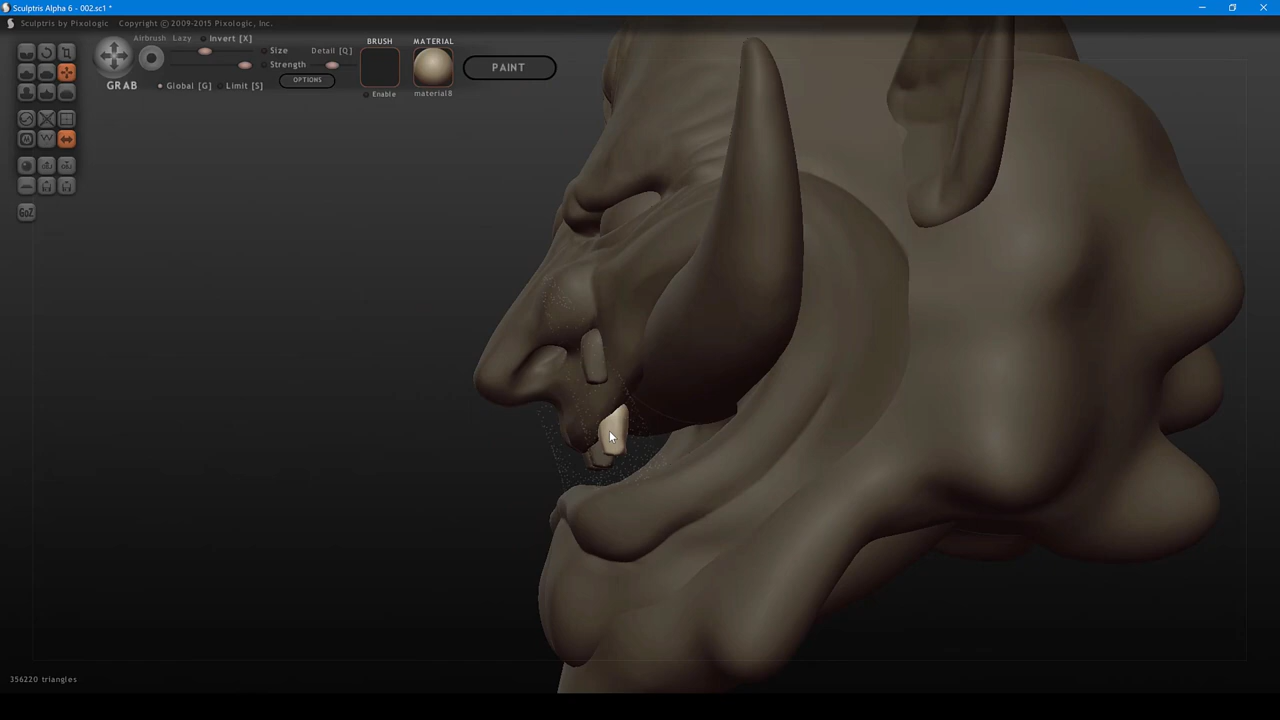 Sculptris Alpha 6 - 002.sc1 *
Sculptris by Pixologic Copyright © 2009-2015 Pixologic, Inc.
Airbrush Lazy Invert [X]
Size Detail [Q]
Strength
OPTIONS
GRAB Global [G] Limit [S]
BRUSH
Enable
MATERIAL
material8
PAINT
GoZ
356220 triangles